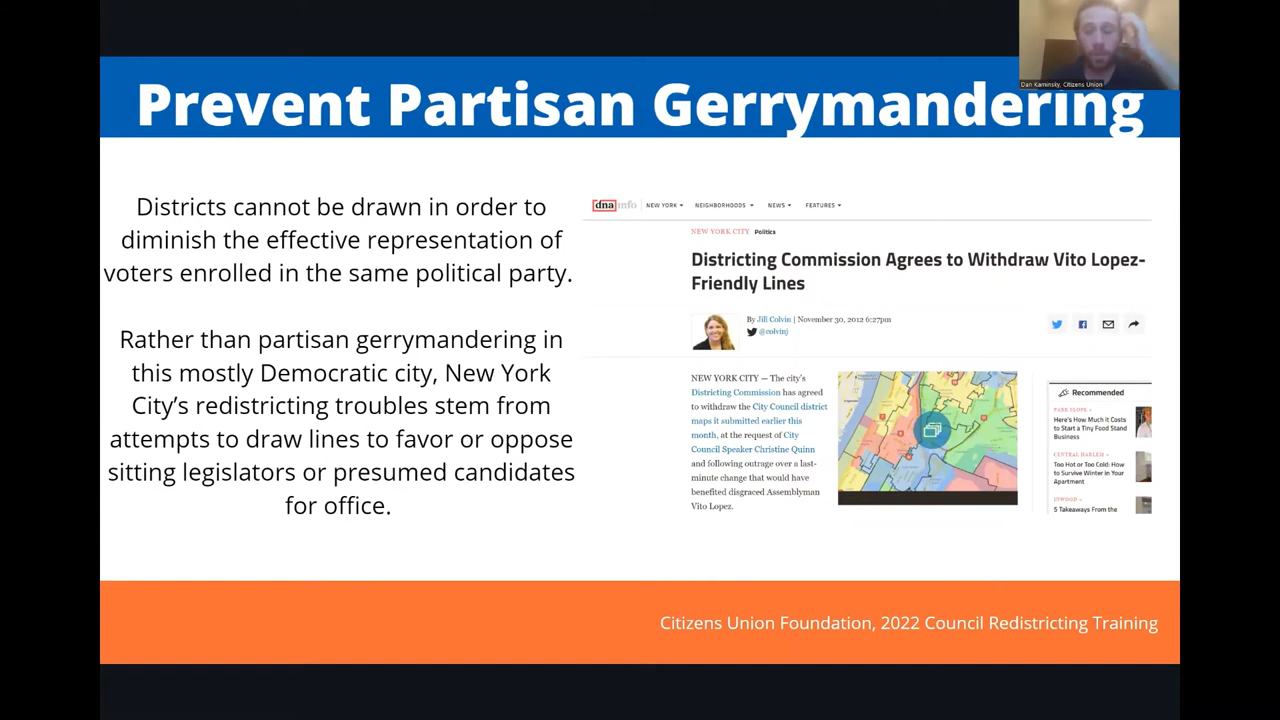 Dan Kaminsky, Citizens Union
Prevent Partisan Gerrymandering
Districts cannot be drawn in order to
diminish the effective representation of
voters enrolled in the same political party.
Rather than partisan gerrymandering in
this mostly Democratic city, New York
City’s redistricting troubles stem from
attempts to draw lines to favor or oppose
sitting legislators or presumed candidates
for office.
dna info NEW YORK NEIGHBORHOODS NEWS FEATURES
NEW YORK CITY Politics
Districting Commission Agrees to Withdraw Vito Lopez-
Friendly Lines
By Jill Colvin | November 30, 2012 6:27pm
@colvinj
NEW YORK CITY — The city's
Districting Commission has agreed
to withdraw the City Council district
maps it submitted earlier this
month, at the request of City
Council Speaker Christine Quinn
and following outrage over a last-
minute change that would have
benefited disgraced Assemblyman
Vito Lopez.
Recommended
PARK SLOPE »
Here's How Much it Costs
to Start a Tiny Food Stand
Business
CENTRAL HARLEM »
Too Hot or Too Cold: How
to Survive Winter in Your
Apartment
INWOOD »
5 Takeaways From the
Citizens Union Foundation, 2022 Council Redistricting Training